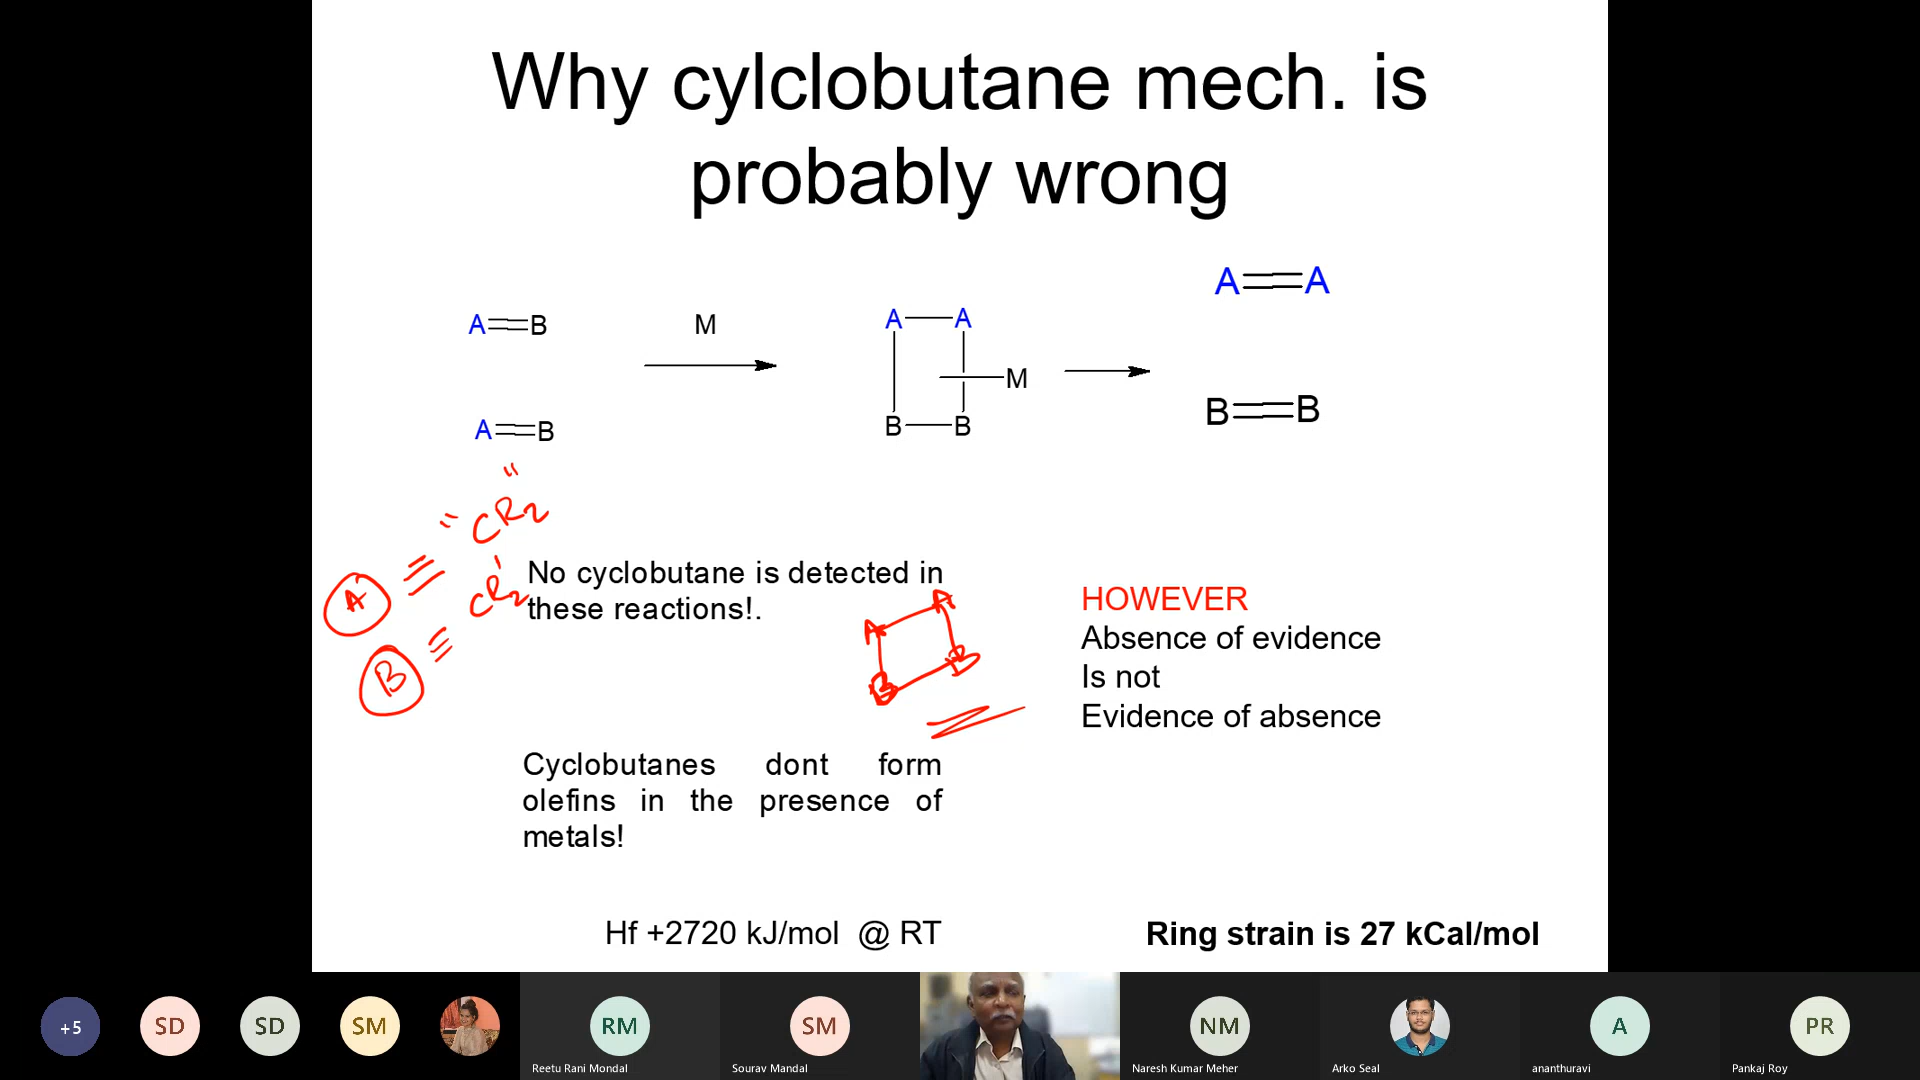 Why cylclobutane mech. is
probably wrong
A
A
A
B
M
A
A
M
A
B
B
B
B
B
"
" CR2
A ≡
CR'2
B ≡
No cyclobutane is detected in
these reactions!.
A
A
B
B
HOWEVER
Absence of evidence
Is not
Evidence of absence
Cyclobutanes dont form
olefins in the presence of
metals!
Hf +2720 kJ/mol @ RT
Ring strain is 27 kCal/mol
+5
SD
SD
SM
RM
SM
NM
A
PR
Reetu Rani Mondal
Sourav Mandal
Naresh Kumar Meher
Arko Seal
ananthuravi
Pankaj Roy